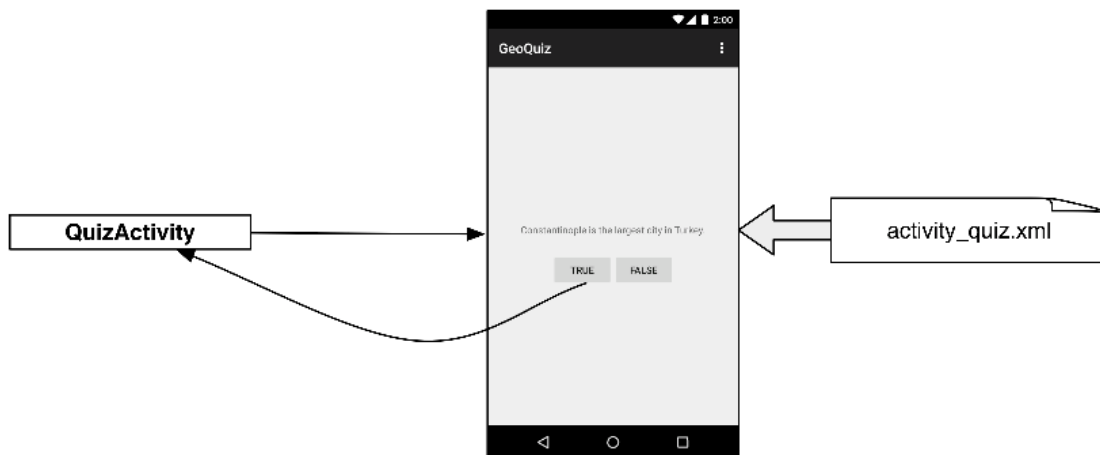 2:00
GeoQuiz
Constantinople is the largest city in Turkey.
QuizActivity
activity_quiz.xml
TRUE FALSE